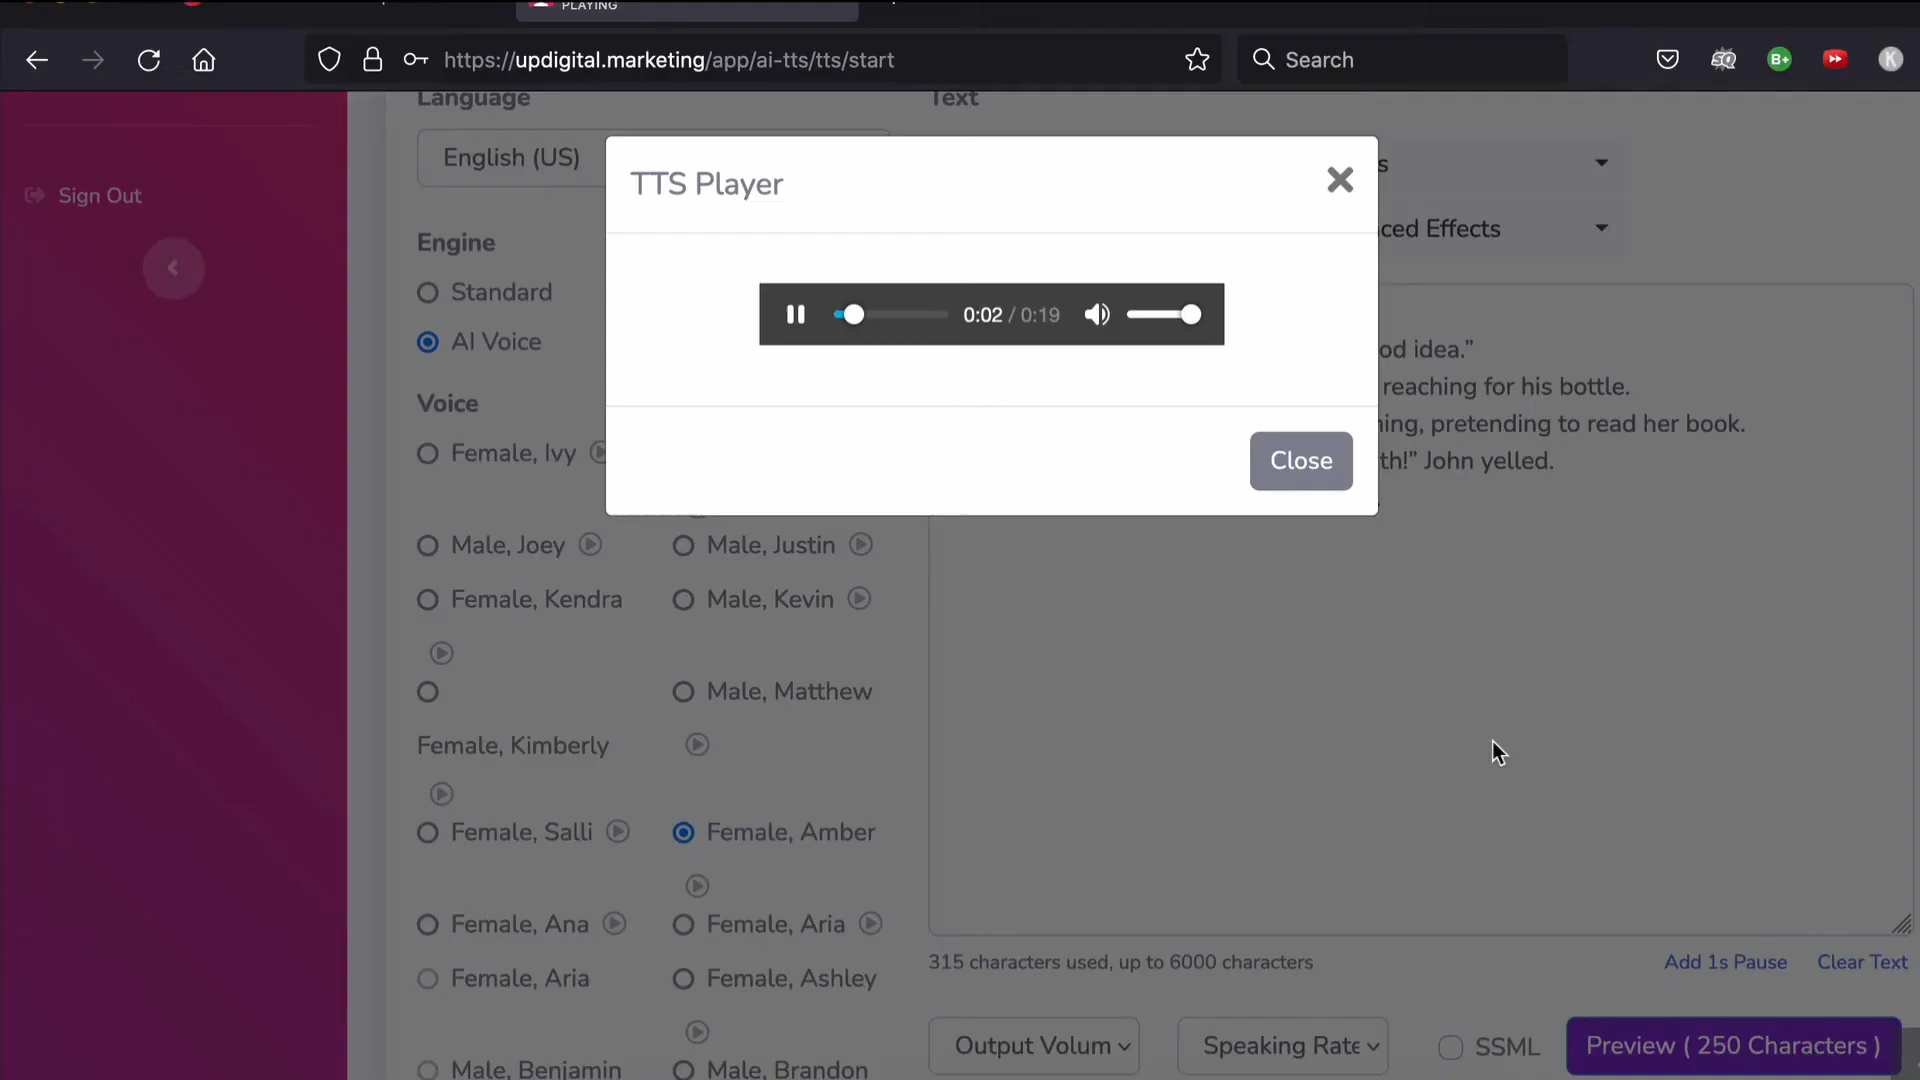 PLAYING
https://updigital.marketing/app/ai-tts/tts/start
Search
B+
K
Sign Out
Language
English (US)
Engine
Standard
AI Voice
Voice
Female, Ivy
Male, Joey
Male, Justin
Female, Kendra
Male, Kevin
Male, Matthew
Female, Kimberly
Female, Salli
Female, Amber
Female, Ana
Female, Aria
Female, Aria
Female, Ashley
Male, Benjamin
Male, Brandon
TTS Player
0:02 / 0:19
Close
Text
s
ced Effects
od idea.”
reaching for his bottle.
ning, pretending to read her book.
th!” John yelled.
315 characters used, up to 6000 characters
Add 1s Pause
Clear Text
Output Volum
Speaking Rate
SSML
Preview ( 250 Characters )